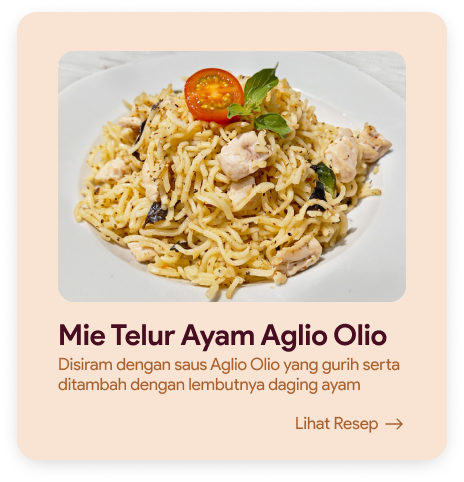 Mie Telur Ayam Aglio Olio
Disiram dengan saus Aglio Olio yang gurih serta
ditambah dengan lembutnya daging ayam
Lihat Resep →